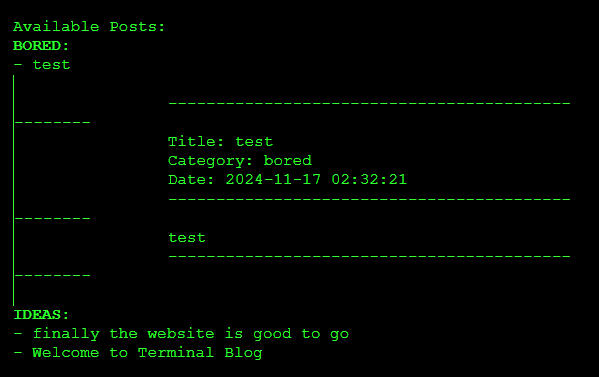 Available Posts:
BORED:
- test
------------------------------------------
--------
Title: test
Category: bored
Date: 2024-11-17 02:32:21
------------------------------------------
--------
test
------------------------------------------
--------
IDEAS:
- finally the website is good to go
- Welcome to Terminal Blog